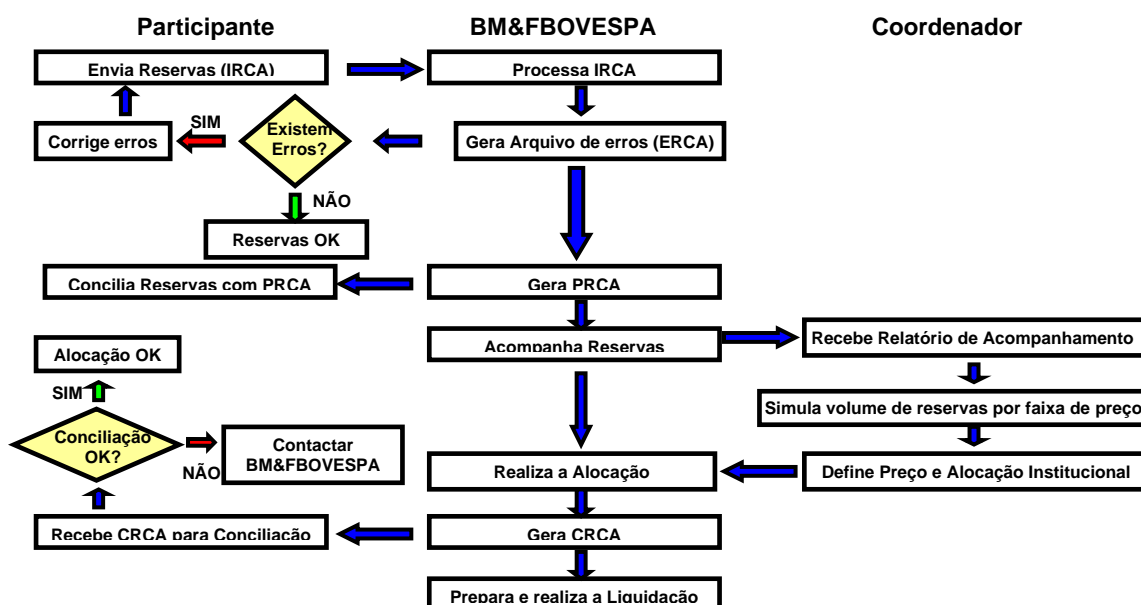 Participante
BM&FBOVESPA
Coordenador
Envia Reservas (IRCA)
Processa IRCA
SIM
Existem
Erros?
Corrige erros
Gera Arquivo de erros (ERCA)
NÃO
Reservas OK
Concilia Reservas com PRCA
Gera PRCA
Acompanha Reservas
Recebe Relatório de Acompanhamento
Alocação OK
SIM
Simula volume de reservas por faixa de preço
Conciliação
OK?
NÃO
Contactar
BM&FBOVESPA
Realiza a Alocação
Define Preço e Alocação Institucional
Recebe CRCA para Conciliação
Gera CRCA
Prepara e realiza a Liquidação